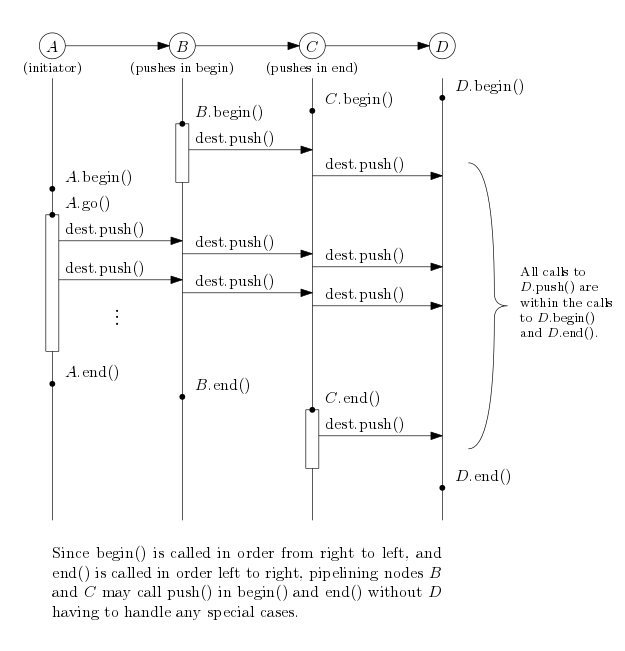 A B C D
(initiator) (pushes in begin) (pushes in end)
D.begin()
C.begin()
B.begin()
dest.push()
dest.push()
A.begin()
A.go()
dest.push()
dest.push()
dest.push()
dest.push()
dest.push()
dest.push()
⋮
All calls to
D.push() are
within the calls
to D.begin()
and D.end().
A.end()
B.end()
C.end()
dest.push()
D.end()
Since begin() is called in order from right to left, and
end() is called in order left to right, pipelining nodes B
and C may call push() in begin() and end() without D
having to handle any special cases.